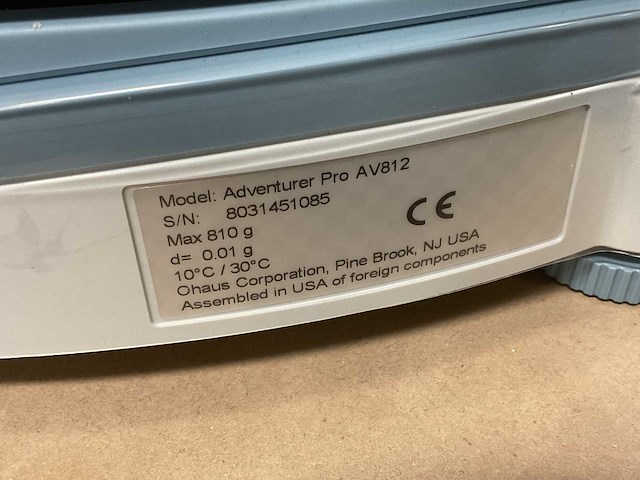 Model: Adventurer Pro AV812
S/N: 8031451085
Max 810 g
d= 0.01 g
10°C / 30°C
Ohaus Corporation, Pine Brook, NJ USA
Assembled in USA of foreign components
CE